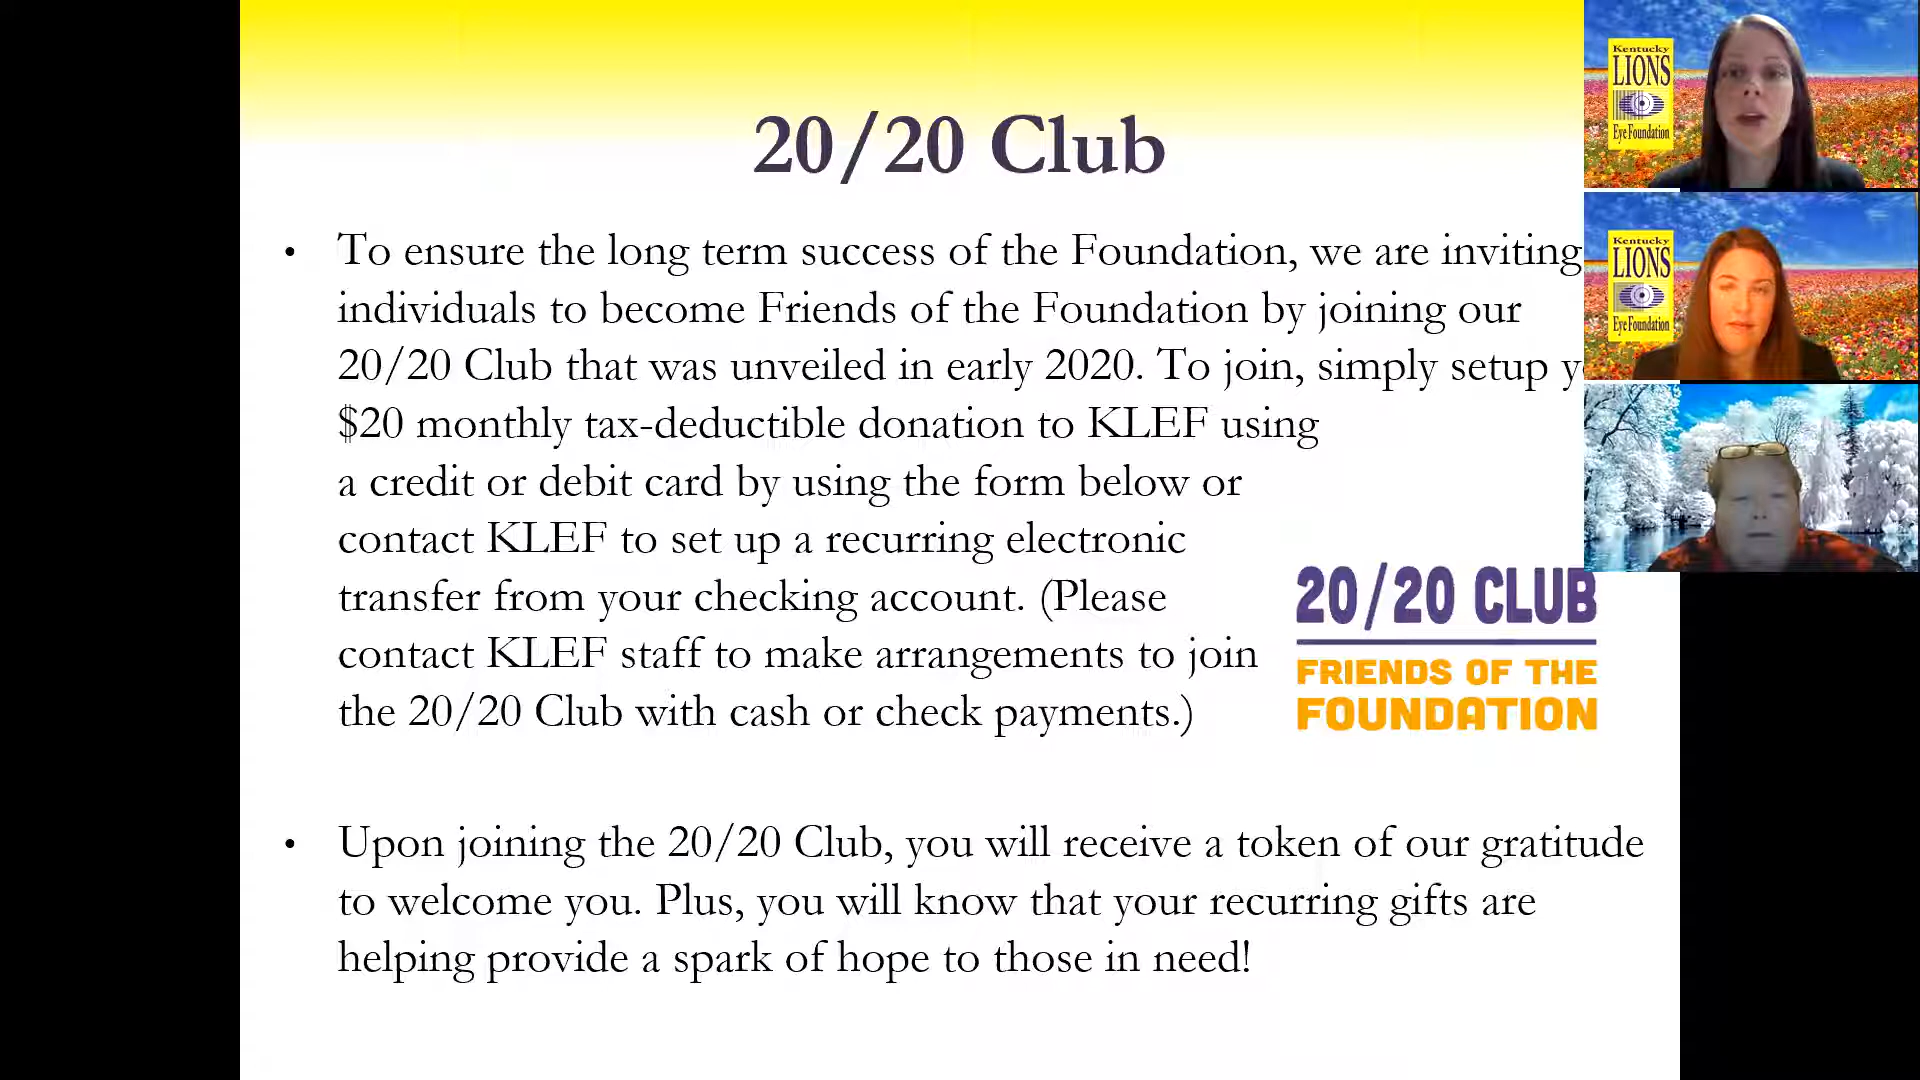 20/20 Club
• To ensure the long term success of the Foundation, we are inviting
individuals to become Friends of the Foundation by joining our
20/20 Club that was unveiled in early 2020. To join, simply setup
$20 monthly tax-deductible donation to KLEF using
a credit or debit card by using the form below or
contact KLEF to set up a recurring electronic
transfer from your checking account. (Please
contact KLEF staff to make arrangements to join
the 20/20 Club with cash or check payments.)
• Upon joining the 20/20 Club, you will receive a token of our gratitude
to welcome you. Plus, you will know that your recurring gifts are
helping provide a spark of hope to those in need!
20/20 CLUB
FRIENDS OF THE
FOUNDATION
Kentucky
LIONS
Eye Foundation
Kentucky
LIONS
Eye Foundation